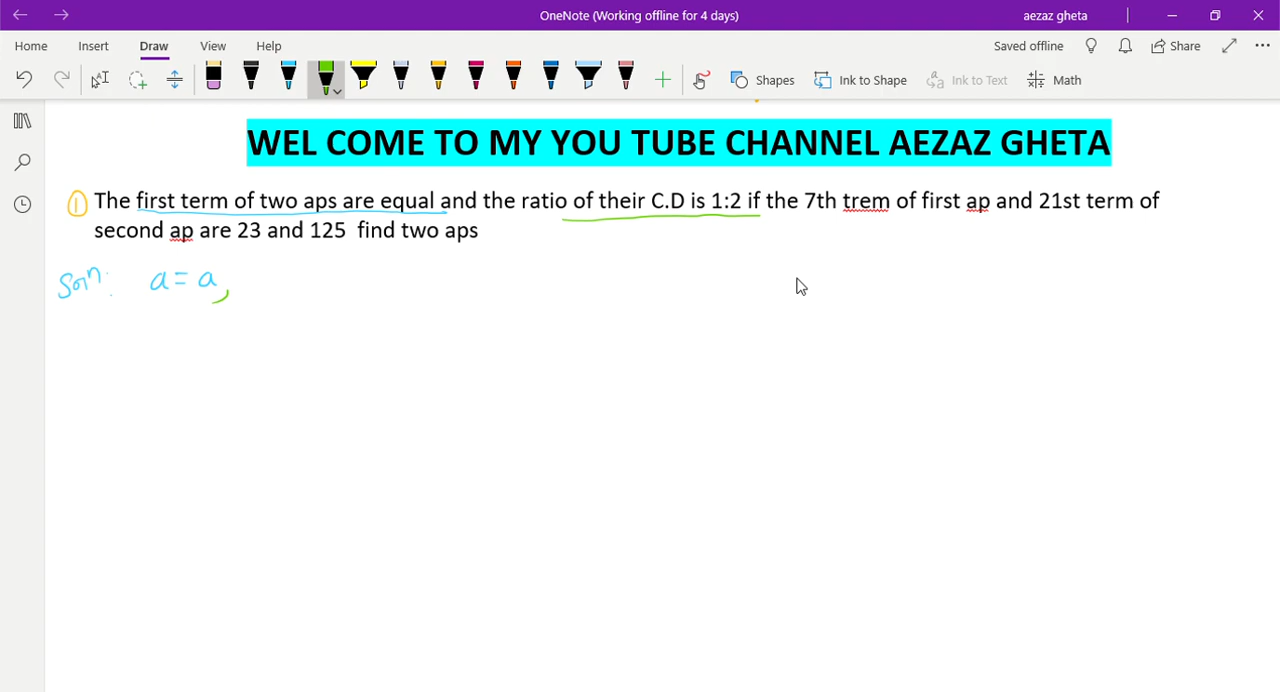 OneNote (Working offline for 4 days)
aezaz gheta
Home Insert Draw View Help
Saved offline Share
Shapes Ink to Shape Ink to Text Math
WEL COME TO MY YOU TUBE CHANNEL AEZAZ GHETA
① The first term of two aps are equal and the ratio of their C.D is 1:2 if the 7th trem of first ap and 21st term of
second ap are 23 and 125 find two aps
Soln: a = a,